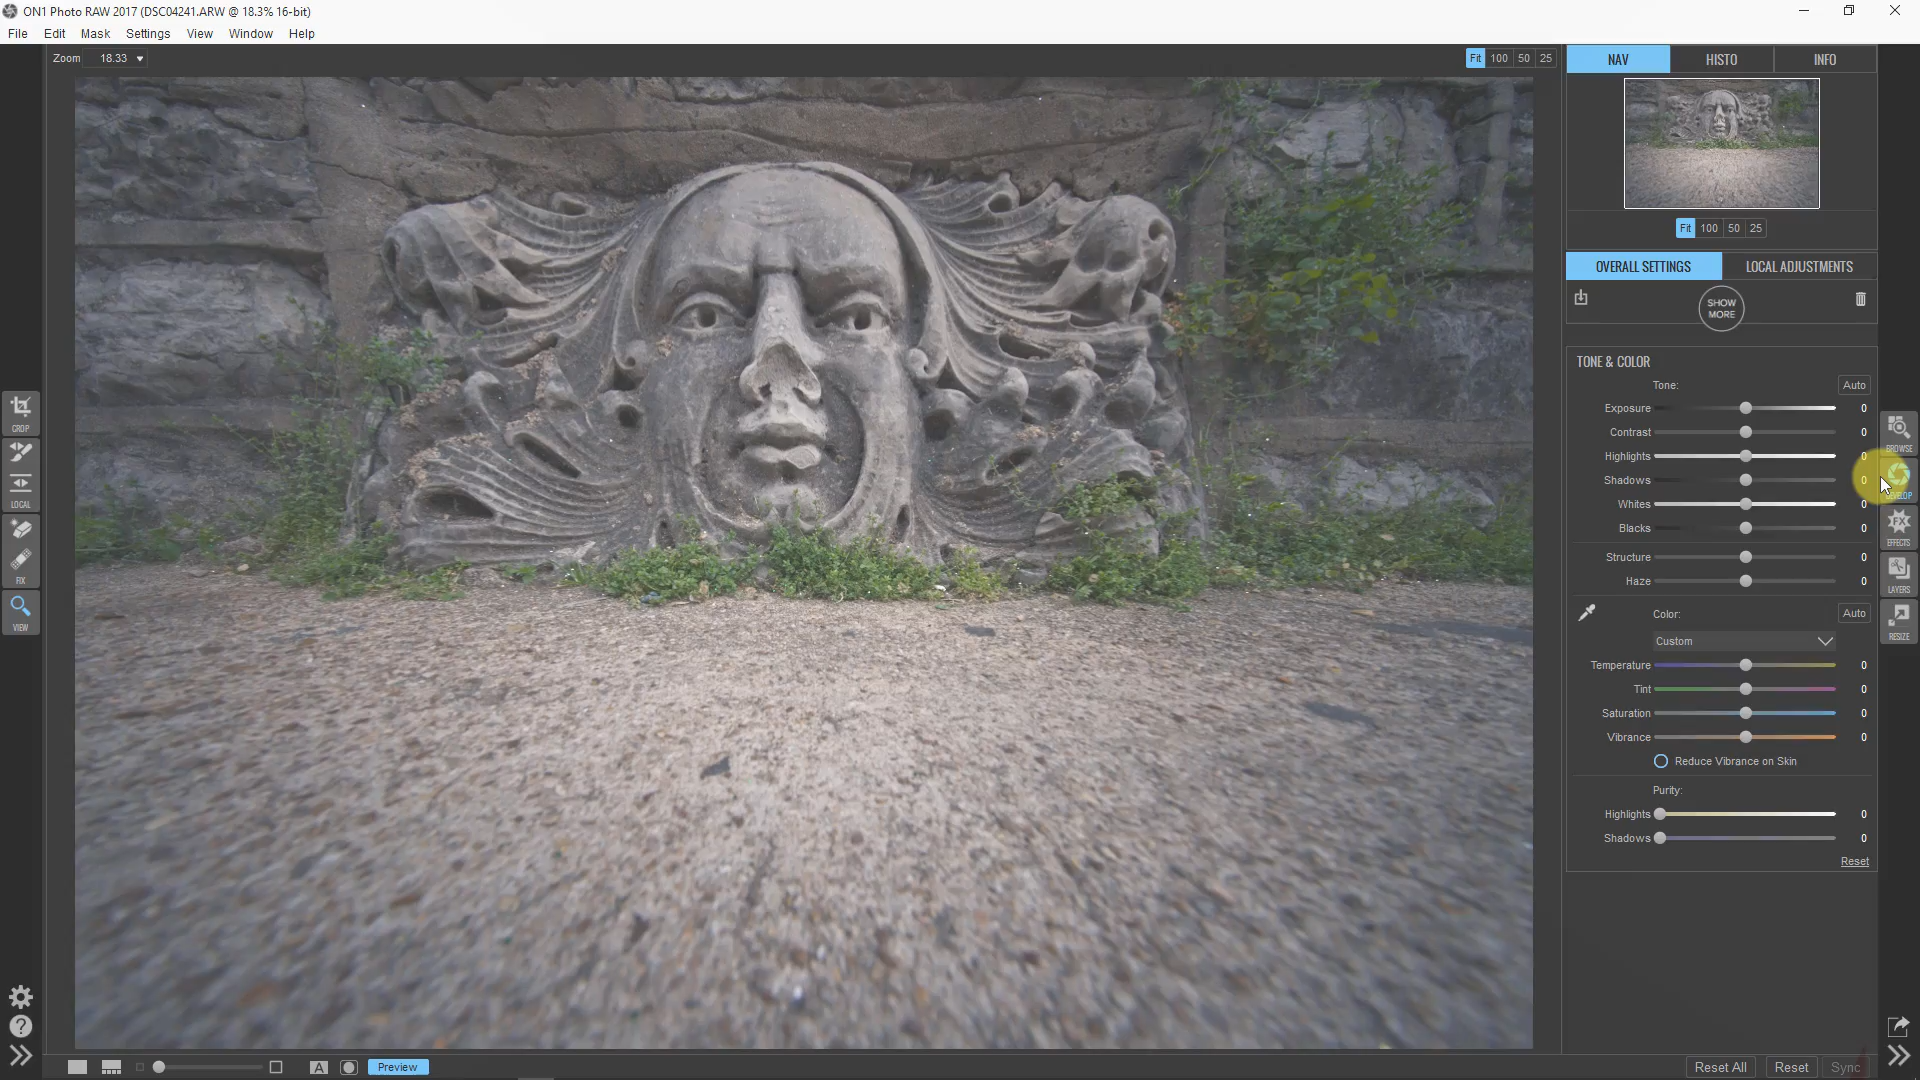 ON1 Photo RAW 2017 (DSC04241.ARW @ 18.3% 16-bit)
File Edit Mask Settings View Window Help
Zoom 18.33
Fit 100 50 25
NAV HISTO INFO
Fit 100 50 25
OVERALL SETTINGS LOCAL ADJUSTMENTS
SHOW
MORE
TONE & COLOR
Tone: Auto
Exposure 0
Contrast 0
Highlights 0
Shadows 0
Whites 0
Blacks 0
Structure 0
Haze 0
Color: Auto
Custom
Temperature 0
Tint 0
Saturation 0
Vibrance 0
Reduce Vibrance on Skin
Purity:
Highlights 0
Shadows 0
Reset
CROP
LOCAL
FIX
VIEW
BROWSE
DEVELOP
FX
EFFECTS
LAYERS
RESIZE
?
A
Preview
Reset All Reset Sync